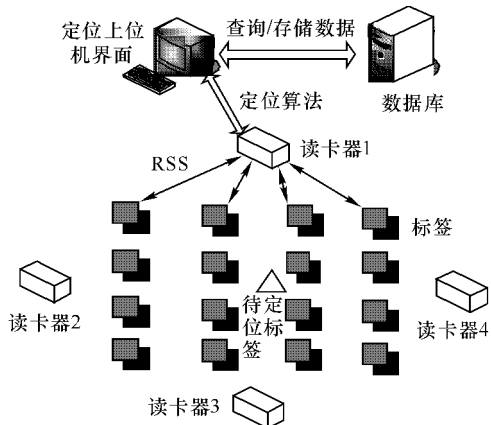 定位上位
机界面
查询/存储数据
数据库
定位算法
读卡器1
RSS
标签
待定
位标
签
读卡器2
读卡器4
读卡器3